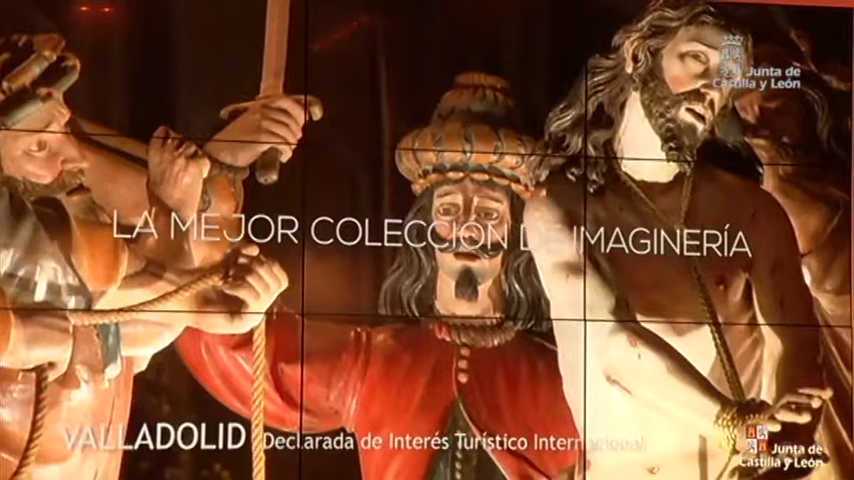 Junta de
Castilla y León
LA MEJOR COLECCIÓN DE IMAGINERÍA
VALLADOLID Declarada de Interés Turístico Internacional
Junta de
Castilla y León